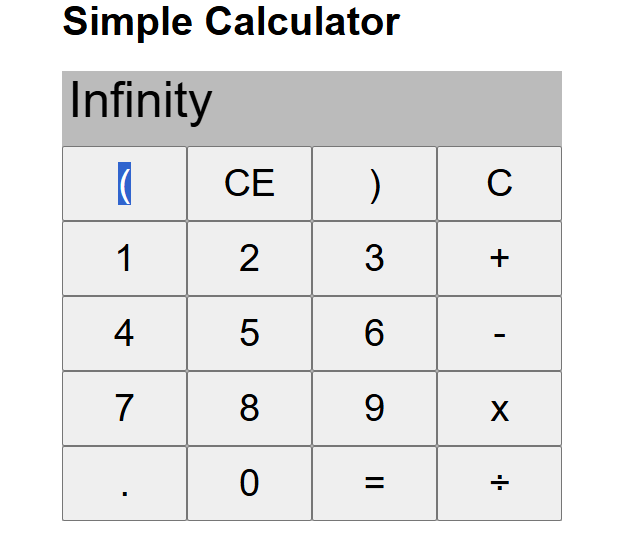 Simple Calculator
Infinity
( CE ) C
1 2 3 +
4 5 6 -
7 8 9 x
. 0 = ÷